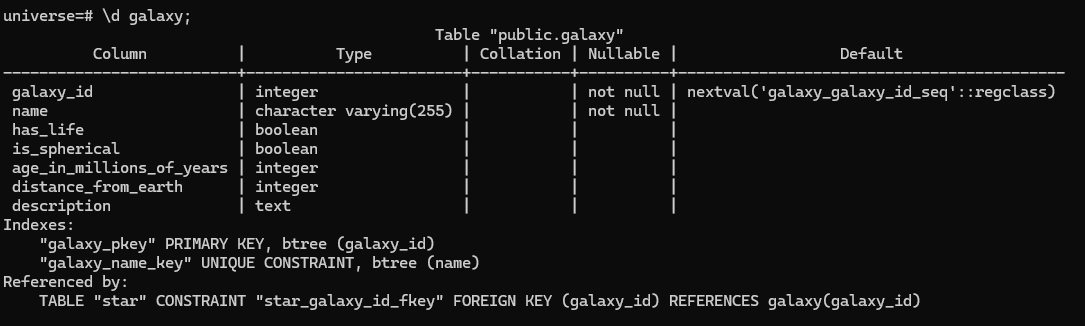 universe=# \d galaxy;
                                             Table "public.galaxy"
         Column          |          Type          | Collation | Nullable |                  Default
-------------------------+------------------------+-----------+----------+-------------------------------------------
 galaxy_id               | integer                |           | not null | nextval('galaxy_galaxy_id_seq'::regclass)
 name                    | character varying(255) |           | not null |
 has_life                | boolean                |           |          |
 is_spherical            | boolean                |           |          |
 age_in_millions_of_years | integer                |           |          |
 distance_from_earth     | integer                |           |          |
 description             | text                   |           |          |
Indexes:
    "galaxy_pkey" PRIMARY KEY, btree (galaxy_id)
    "galaxy_name_key" UNIQUE CONSTRAINT, btree (name)
Referenced by:
    TABLE "star" CONSTRAINT "star_galaxy_id_fkey" FOREIGN KEY (galaxy_id) REFERENCES galaxy(galaxy_id)